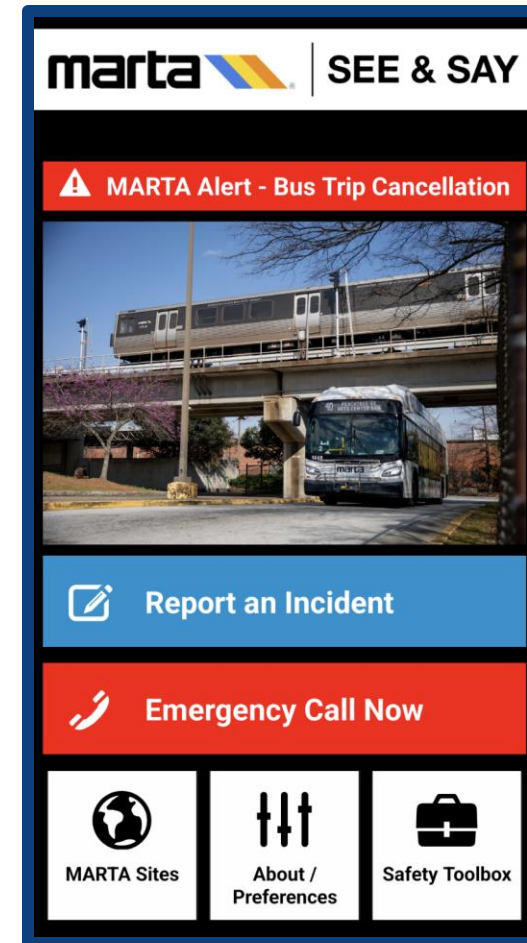 marta
SEE & SAY
MARTA Alert - Bus Trip Cancellation
marta
Report an Incident
Emergency Call Now
MARTA Sites
About /
Preferences
Safety Toolbox